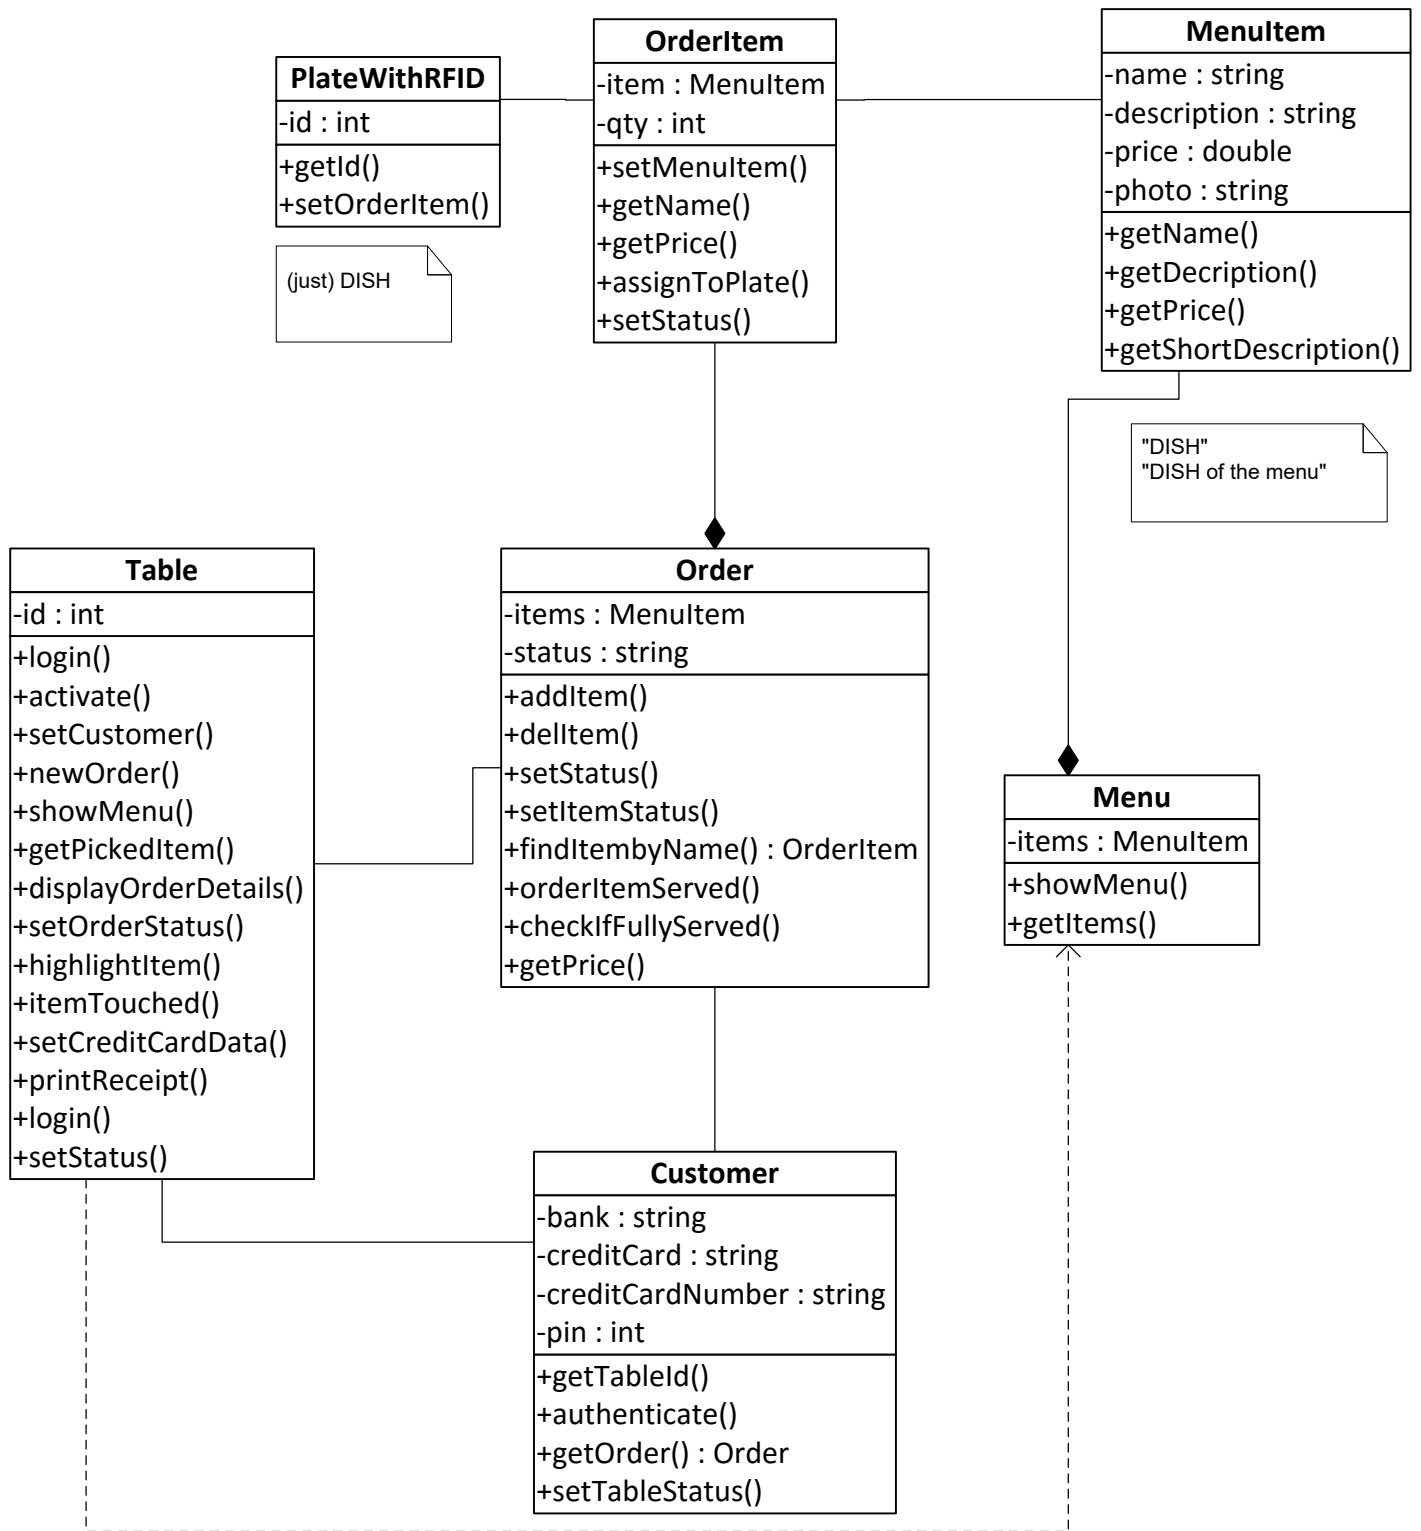 PlateWithRFID
-id : int
+getId()
+setOrderItem()
(just) DISH
OrderItem
-item : MenuItem
-qty : int
+setMenuItem()
+getName()
+getPrice()
+assignToPlate()
+setStatus()
MenuItem
-name : string
-description : string
-price : double
-photo : string
+getName()
+getDecription()
+getPrice()
+getShortDescription()
"DISH"
"DISH of the menu"
Table
-id : int
+login()
+activate()
+setCustomer()
+newOrder()
+showMenu()
+getPickedItem()
+displayOrderDetails()
+setOrderStatus()
+highlightItem()
+itemTouched()
+setCreditCardData()
+printReceipt()
+login()
+setStatus()
Order
-items : MenuItem
-status : string
+addItem()
+delItem()
+setStatus()
+setItemStatus()
+findItembyName() : OrderItem
+orderItemServed()
+checkIfFullyServed()
+getPrice()
Menu
-items : MenuItem
+showMenu()
+getItems()
Customer
-bank : string
-creditCard : string
-creditCardNumber : string
-pin : int
+getTableId()
+authenticate()
+getOrder() : Order
+setTableStatus()